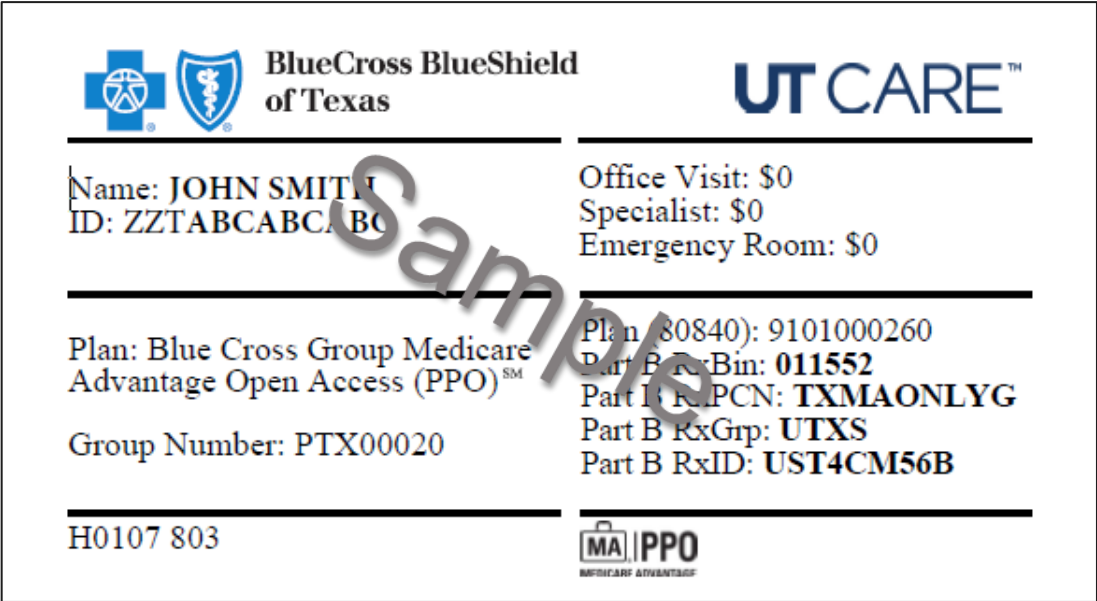 BlueCross BlueShield
of Texas
UT CARE™
Name: JOHN SMITH
ID: ZZTABCABCABC
Office Visit: $0
Specialist: $0
Emergency Room: $0
Sample
Plan: Blue Cross Group Medicare
Advantage Open Access (PPO)℠
Group Number: PTX00020
Plan (80840): 9101000260
Part B RxBin: 011552
Part B RxPCN: TXMAONLYG
Part B RxGrp: UTXS
Part B RxID: UST4CM56B
H0107 803
MA PPO
MEDICARE ADVANTAGE